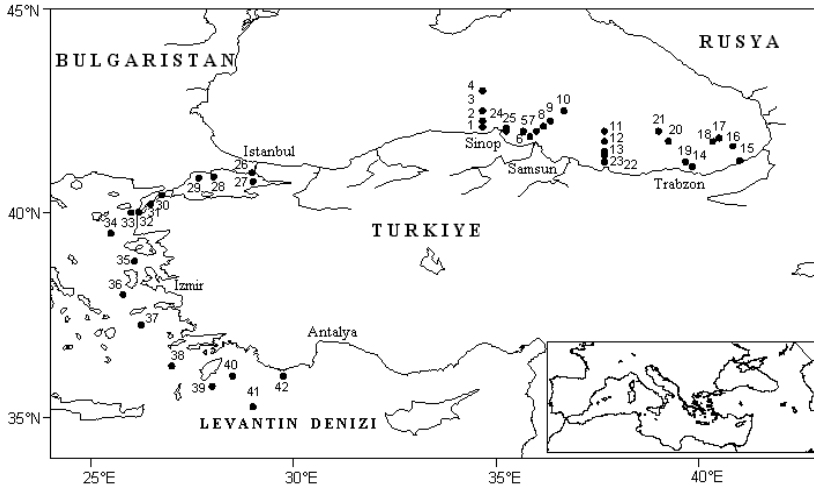 45°N
BULGARISTAN
RUSYA
4
3
2
1
24
25
Sinop
57
6
8
9
10
Samsun
11
12
13
23
22
21
20
19
14
18
17
16
15
Trabzon
Istanbul
26
27
28
29
40°N
30
31
32
33
34
TURKIYE
35
Izmir
36
37
Antalya
38
39
40
41
42
35°N
LEVANTIN DENIZI
25°E
30°E
35°E
40°E